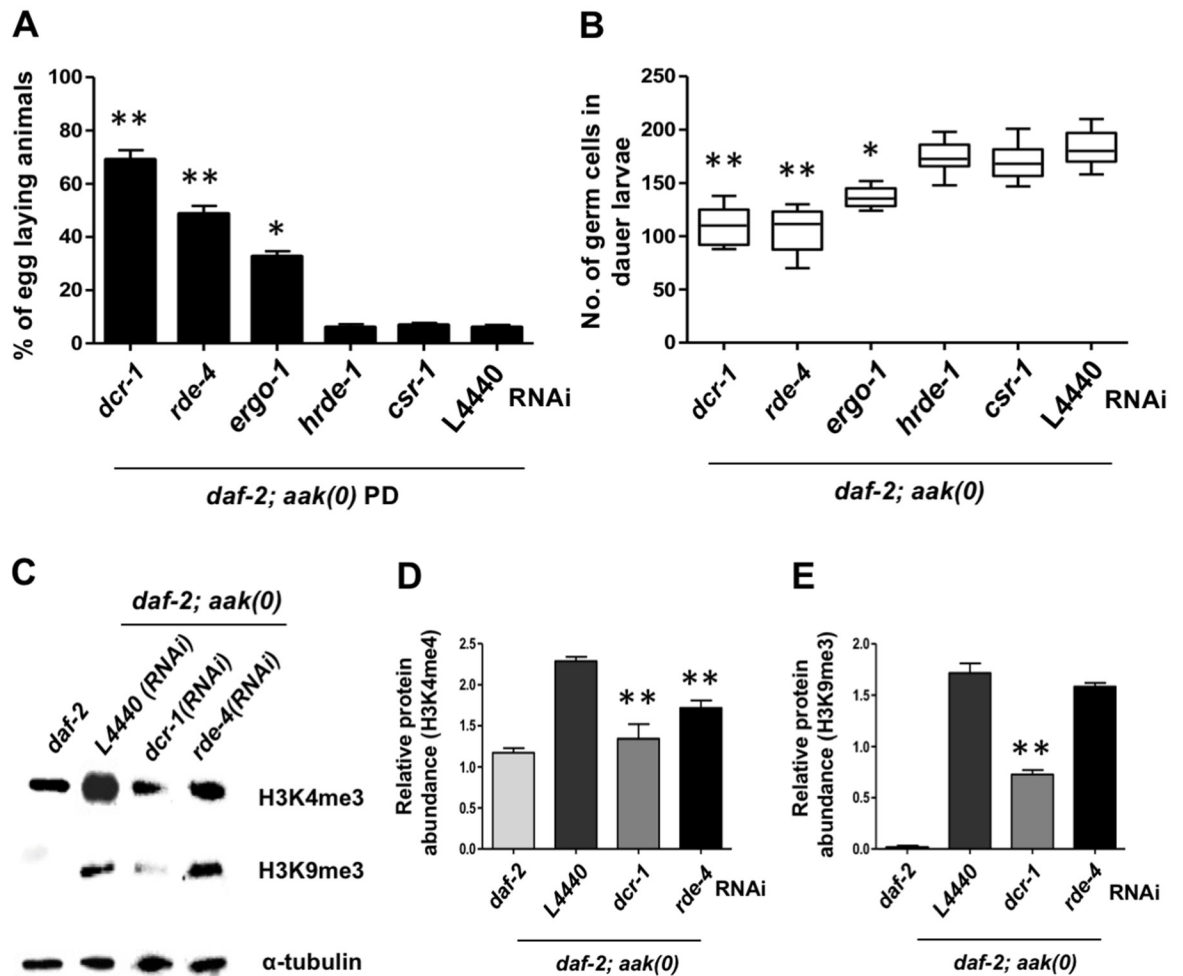 A
% of egg laying animals
100
80
60
40
20
0
**
**
*
dcr-1
rde-4
ergo-1
hrde-1
csr-1
L4440
RNAi
daf-2; aak(0) PD
B
No. of germ cells in
dauer larvae
250
200
150
100
50
0
**
**
*
dcr-1
rde-4
ergo-1
hrde-1
csr-1
L4440
RNAi
daf-2; aak(0)
C
daf-2; aak(0)
daf-2
L4440 (RNAi)
dcr-1(RNAi)
rde-4(RNAi)
H3K4me3
H3K9me3
α-tubulin
D
Relative protein
abundance (H3K4me4)
2.5
2.0
1.5
1.0
0.5
0.0
**
**
daf-2
L4440
dcr-1
rde-4
RNAi
daf-2; aak(0)
E
Relative protein
abundance (H3K9me3)
2.0
1.5
1.0
0.5
0.0
**
daf-2
L4440
dcr-1
rde-4
RNAi
daf-2; aak(0)